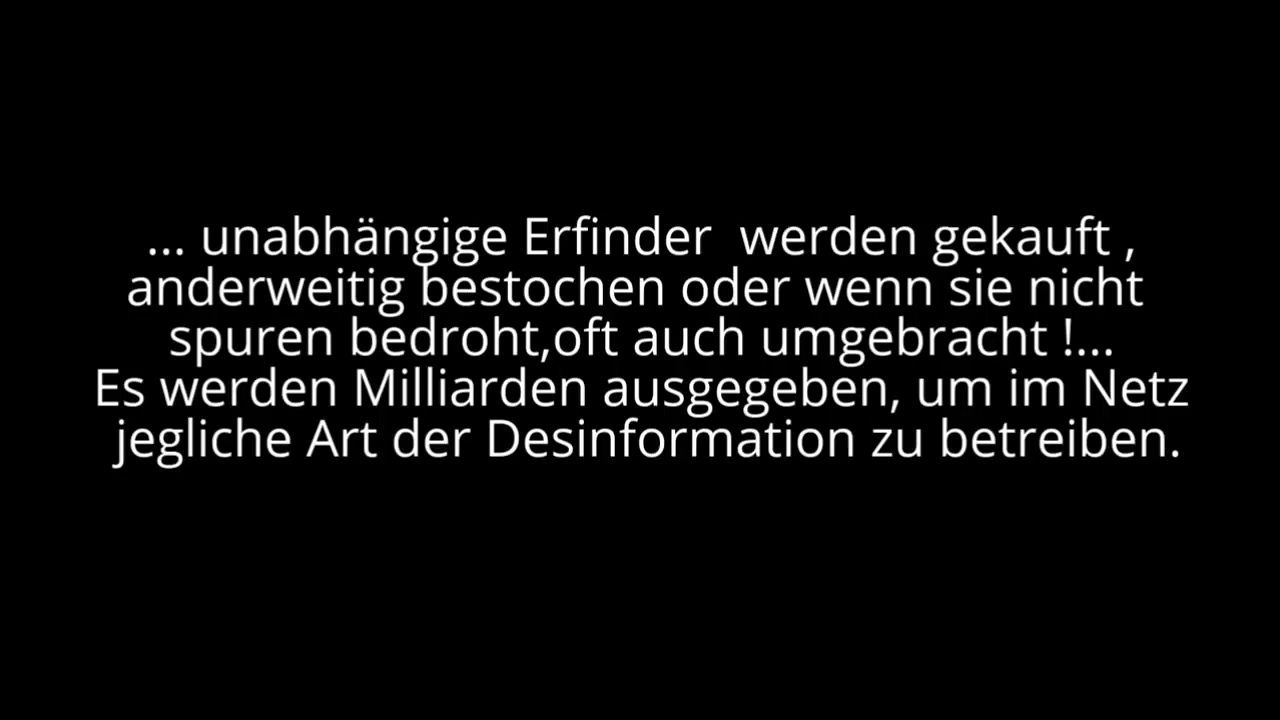 ... unabhängige Erfinder  werden gekauft ,
anderweitig bestochen oder wenn sie nicht
spuren bedroht,oft auch umgebracht !...
Es werden Milliarden ausgegeben, um im Netz
jegliche Art der Desinformation zu betreiben.